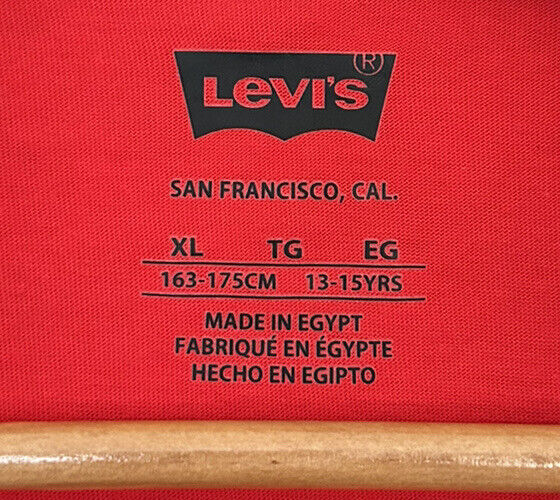 Levi's ®
SAN FRANCISCO, CAL.
XL TG EG
163-175CM 13-15YRS
MADE IN EGYPT
FABRIQUÉ EN ÉGYPTE
HECHO EN EGIPTO